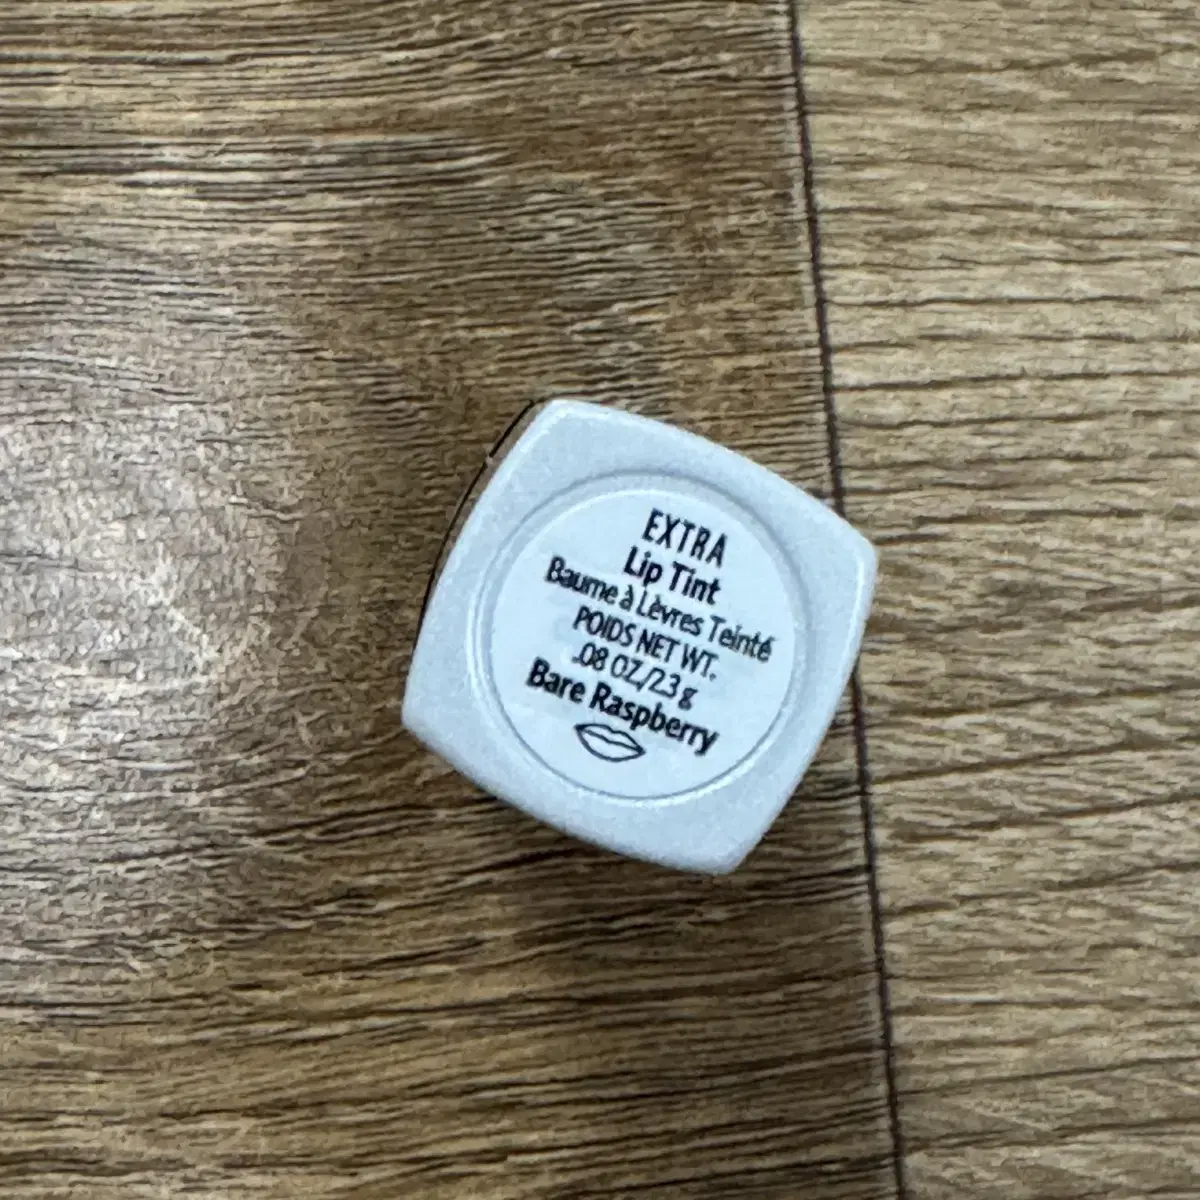 EXTRA
Lip Tint
Baume à Lèvres Teinté
POIDS NET WT.
.08 OZ/2.3 g
Bare Raspberry